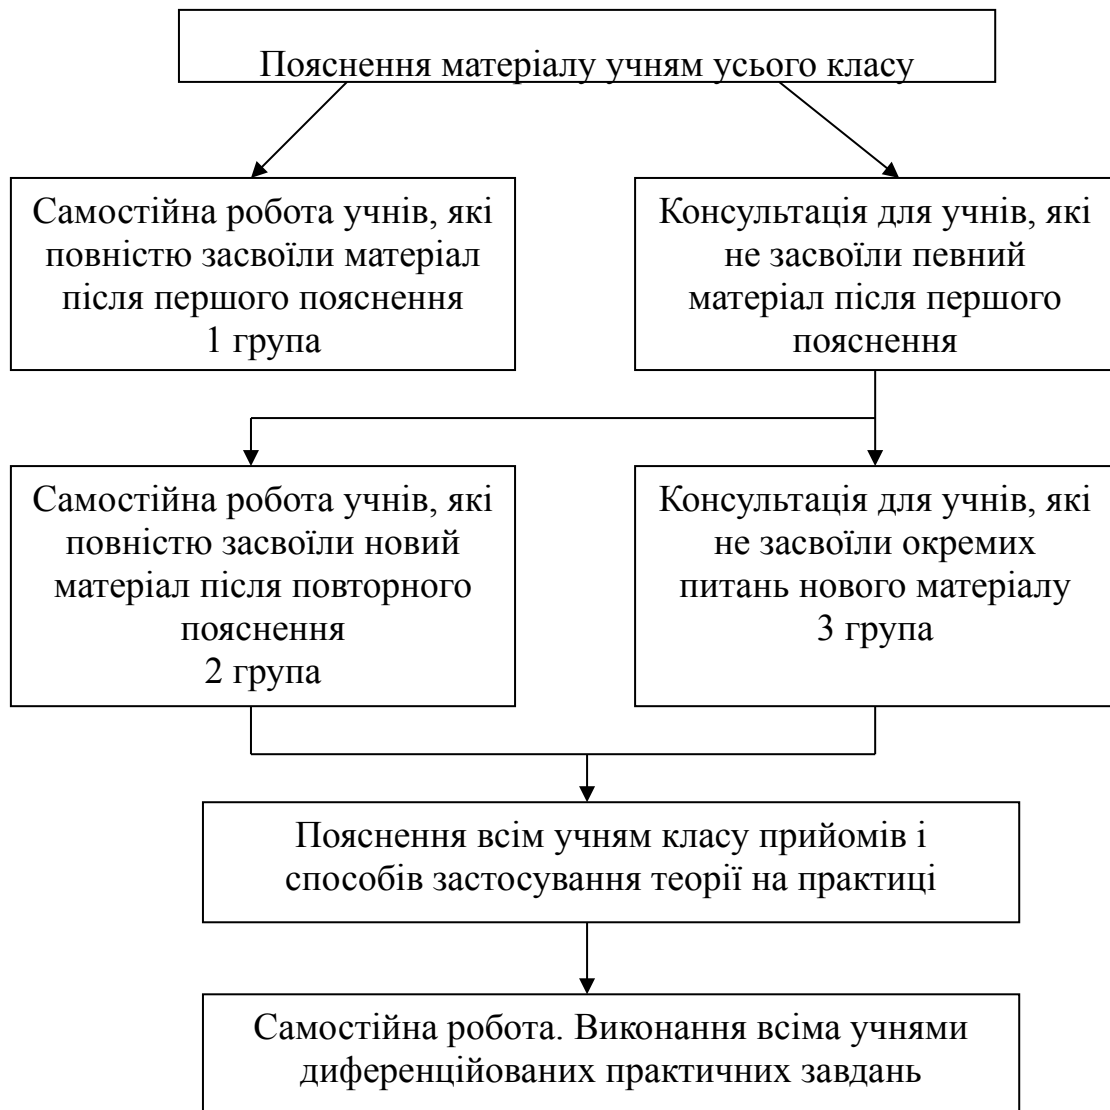 Пояснення матеріалу учням усього класу
Самостійна робота учнів, які
повністю засвоїли матеріал
після першого пояснення
1 група
Консультація для учнів, які
не засвоїли певний
матеріал після першого
пояснення
Самостійна робота учнів, які
повністю засвоїли новий
матеріал після повторного
пояснення
2 група
Консультація для учнів, які
не засвоїли окремих
питань нового матеріалу
3 група
Пояснення всім учням класу прийомів і
способів застосування теорії на практиці
Самостійна робота. Виконання всіма учнями
диференційованих практичних завдань